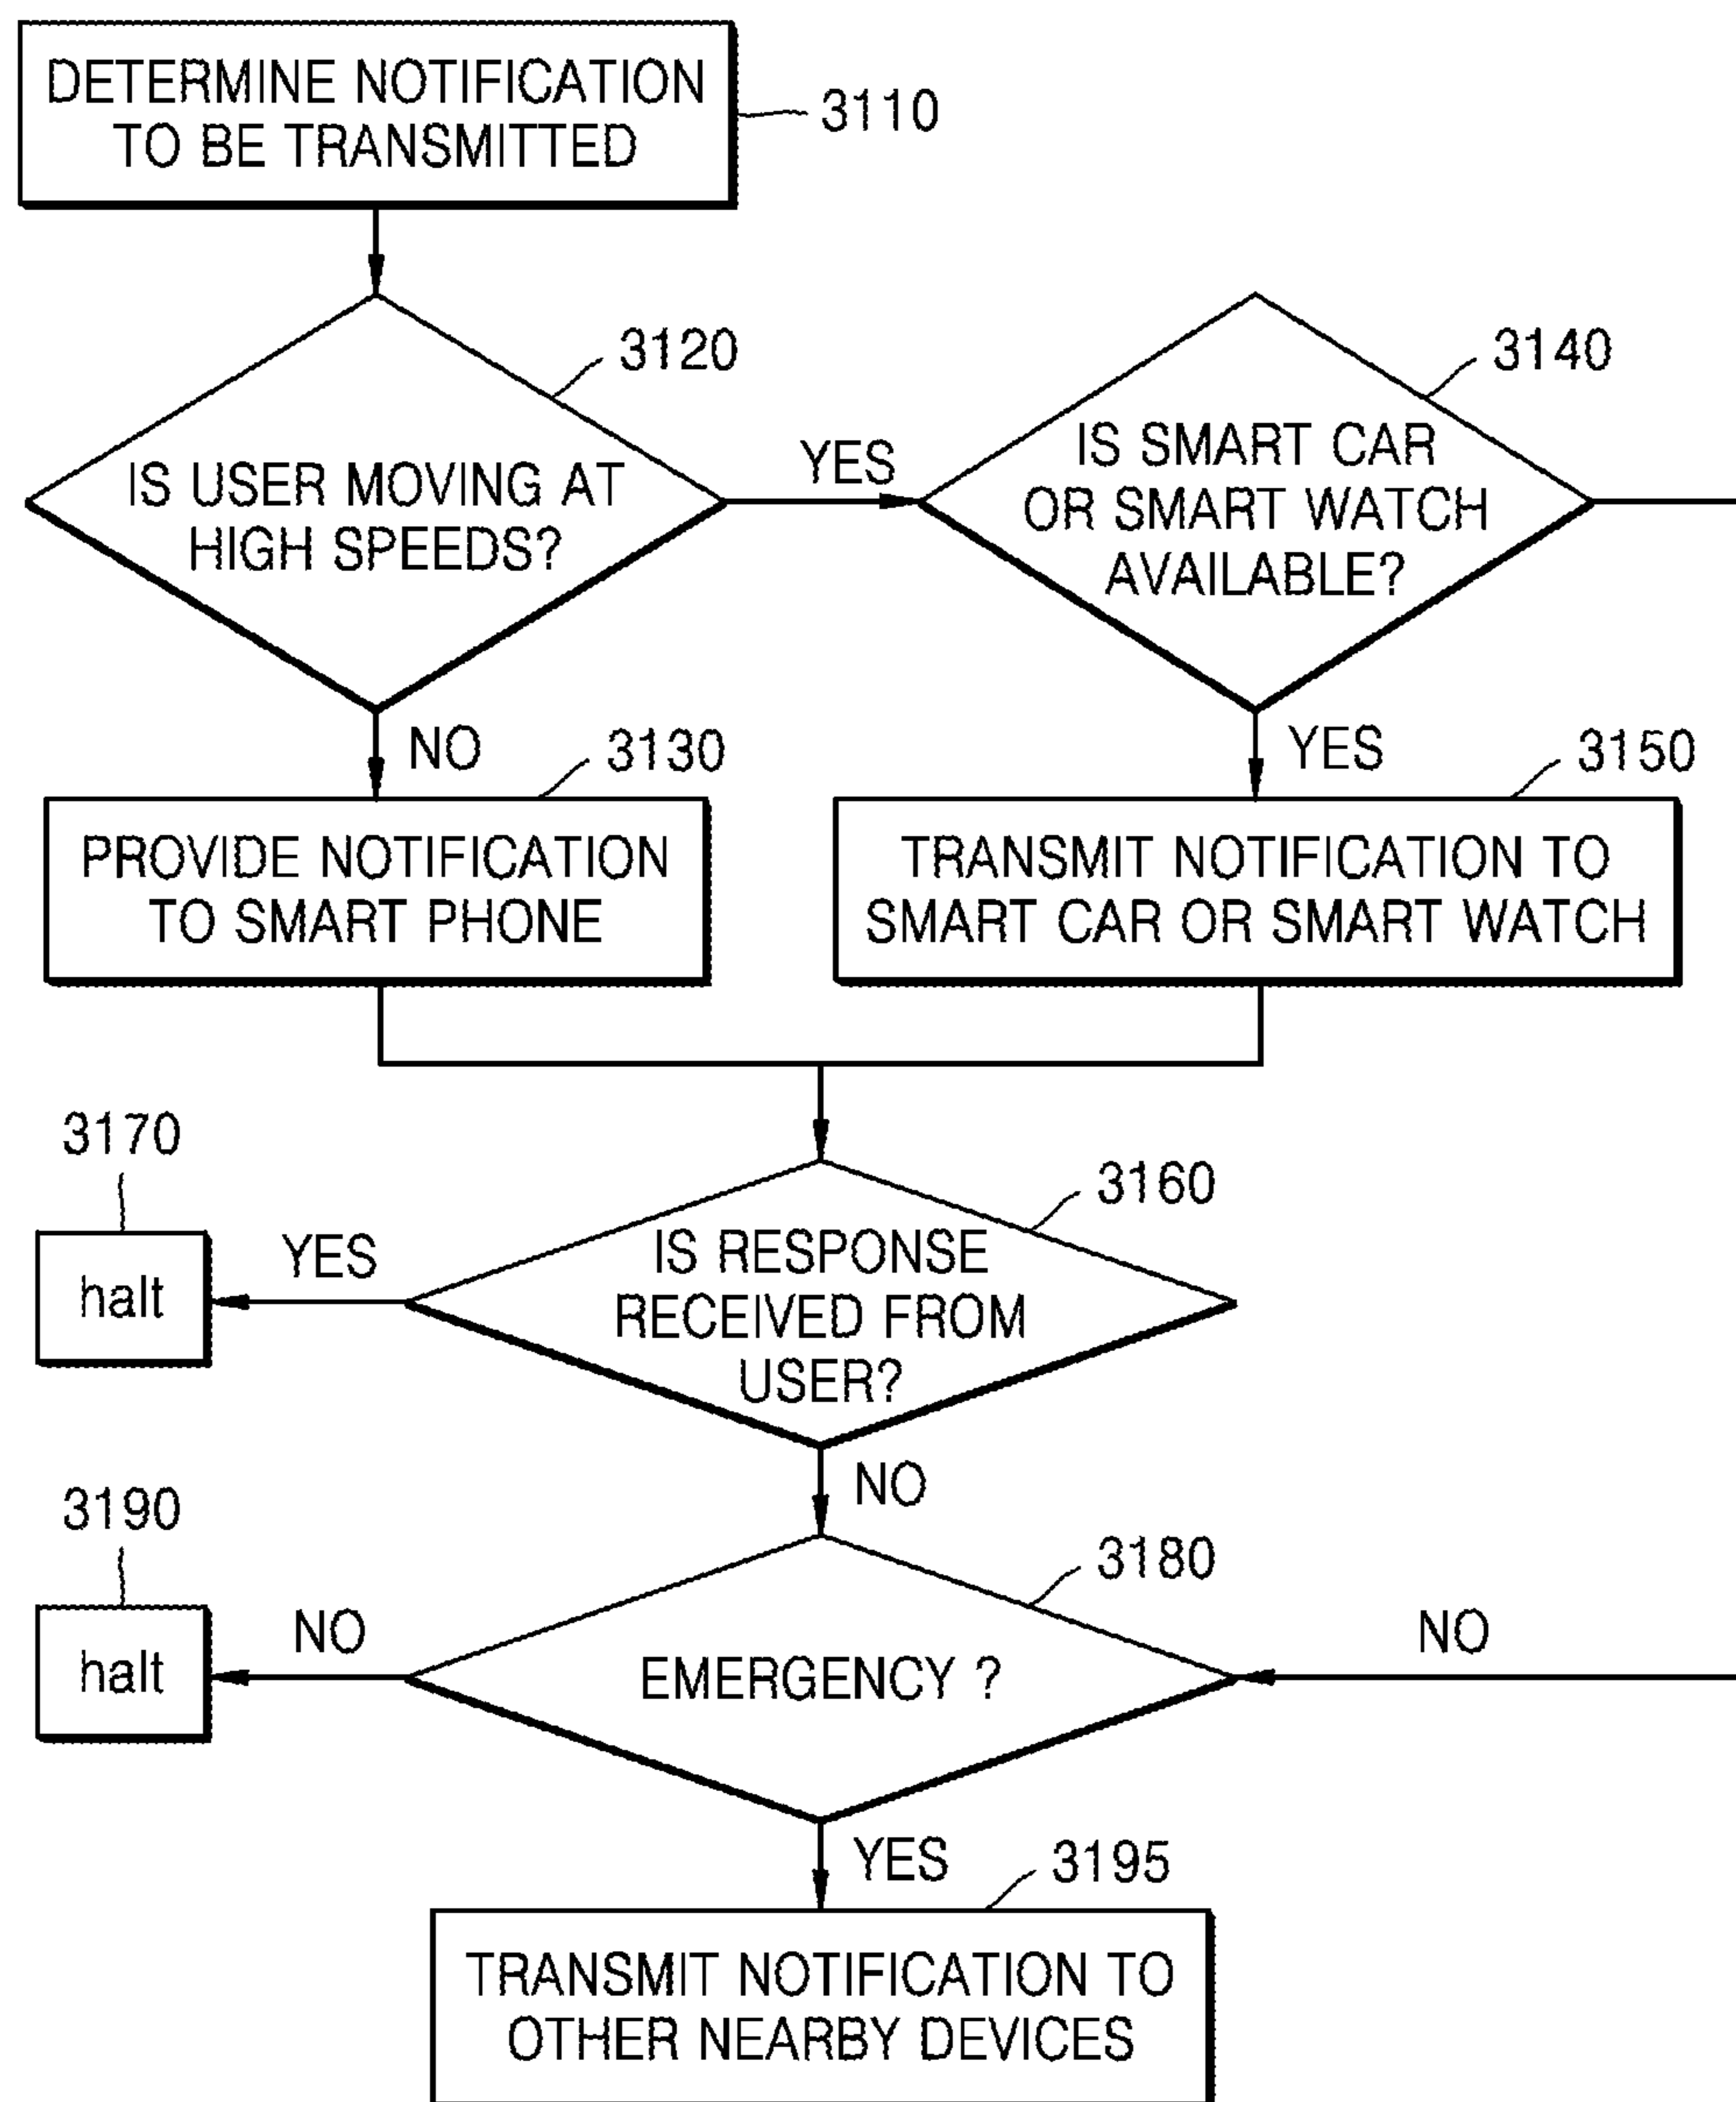 DETERMINE NOTIFICATION
TO BE TRANSMITTED
3110
3120
IS USER MOVING AT
HIGH SPEEDS?
YES
3140
IS SMART CAR
OR SMART WATCH
AVAILABLE?
NO
3130
PROVIDE NOTIFICATION
TO SMART PHONE
YES
3150
TRANSMIT NOTIFICATION TO
SMART CAR OR SMART WATCH
3170
halt
YES
3160
IS RESPONSE
RECEIVED FROM
USER?
NO
3190
halt
NO
3180
EMERGENCY ?
NO
YES
3195
TRANSMIT NOTIFICATION TO
OTHER NEARBY DEVICES